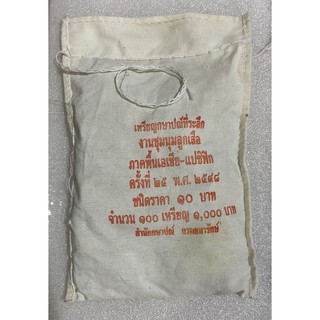 เหรียญกษาปณ์ที่ระลึก
งานชุมนุมลูกเสือ
ภาคพื้นเอเชีย-แปซิฟิก
ครั้งที่ ๒๕ พ.ศ. ๒๕๔๘
ชนิดราคา ๑๐ บาท
จำนวน ๑๐๐ เหรียญ ๑,๐๐๐ บาท
สำนักกษาปณ์ กรมธนารักษ์